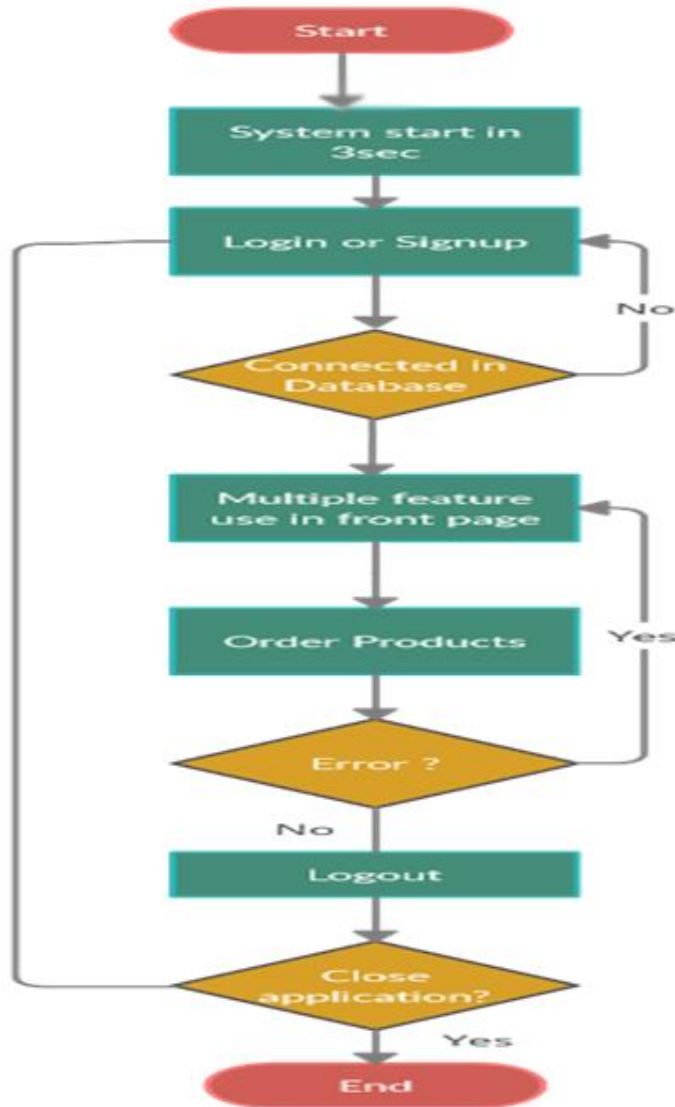 Start
System start in
3sec
Login or Signup
No
Connected in
Database
Multiple feature
use in front page
Order Products
Yes
Error ?
No
Logout
Close
application?
Yes
End